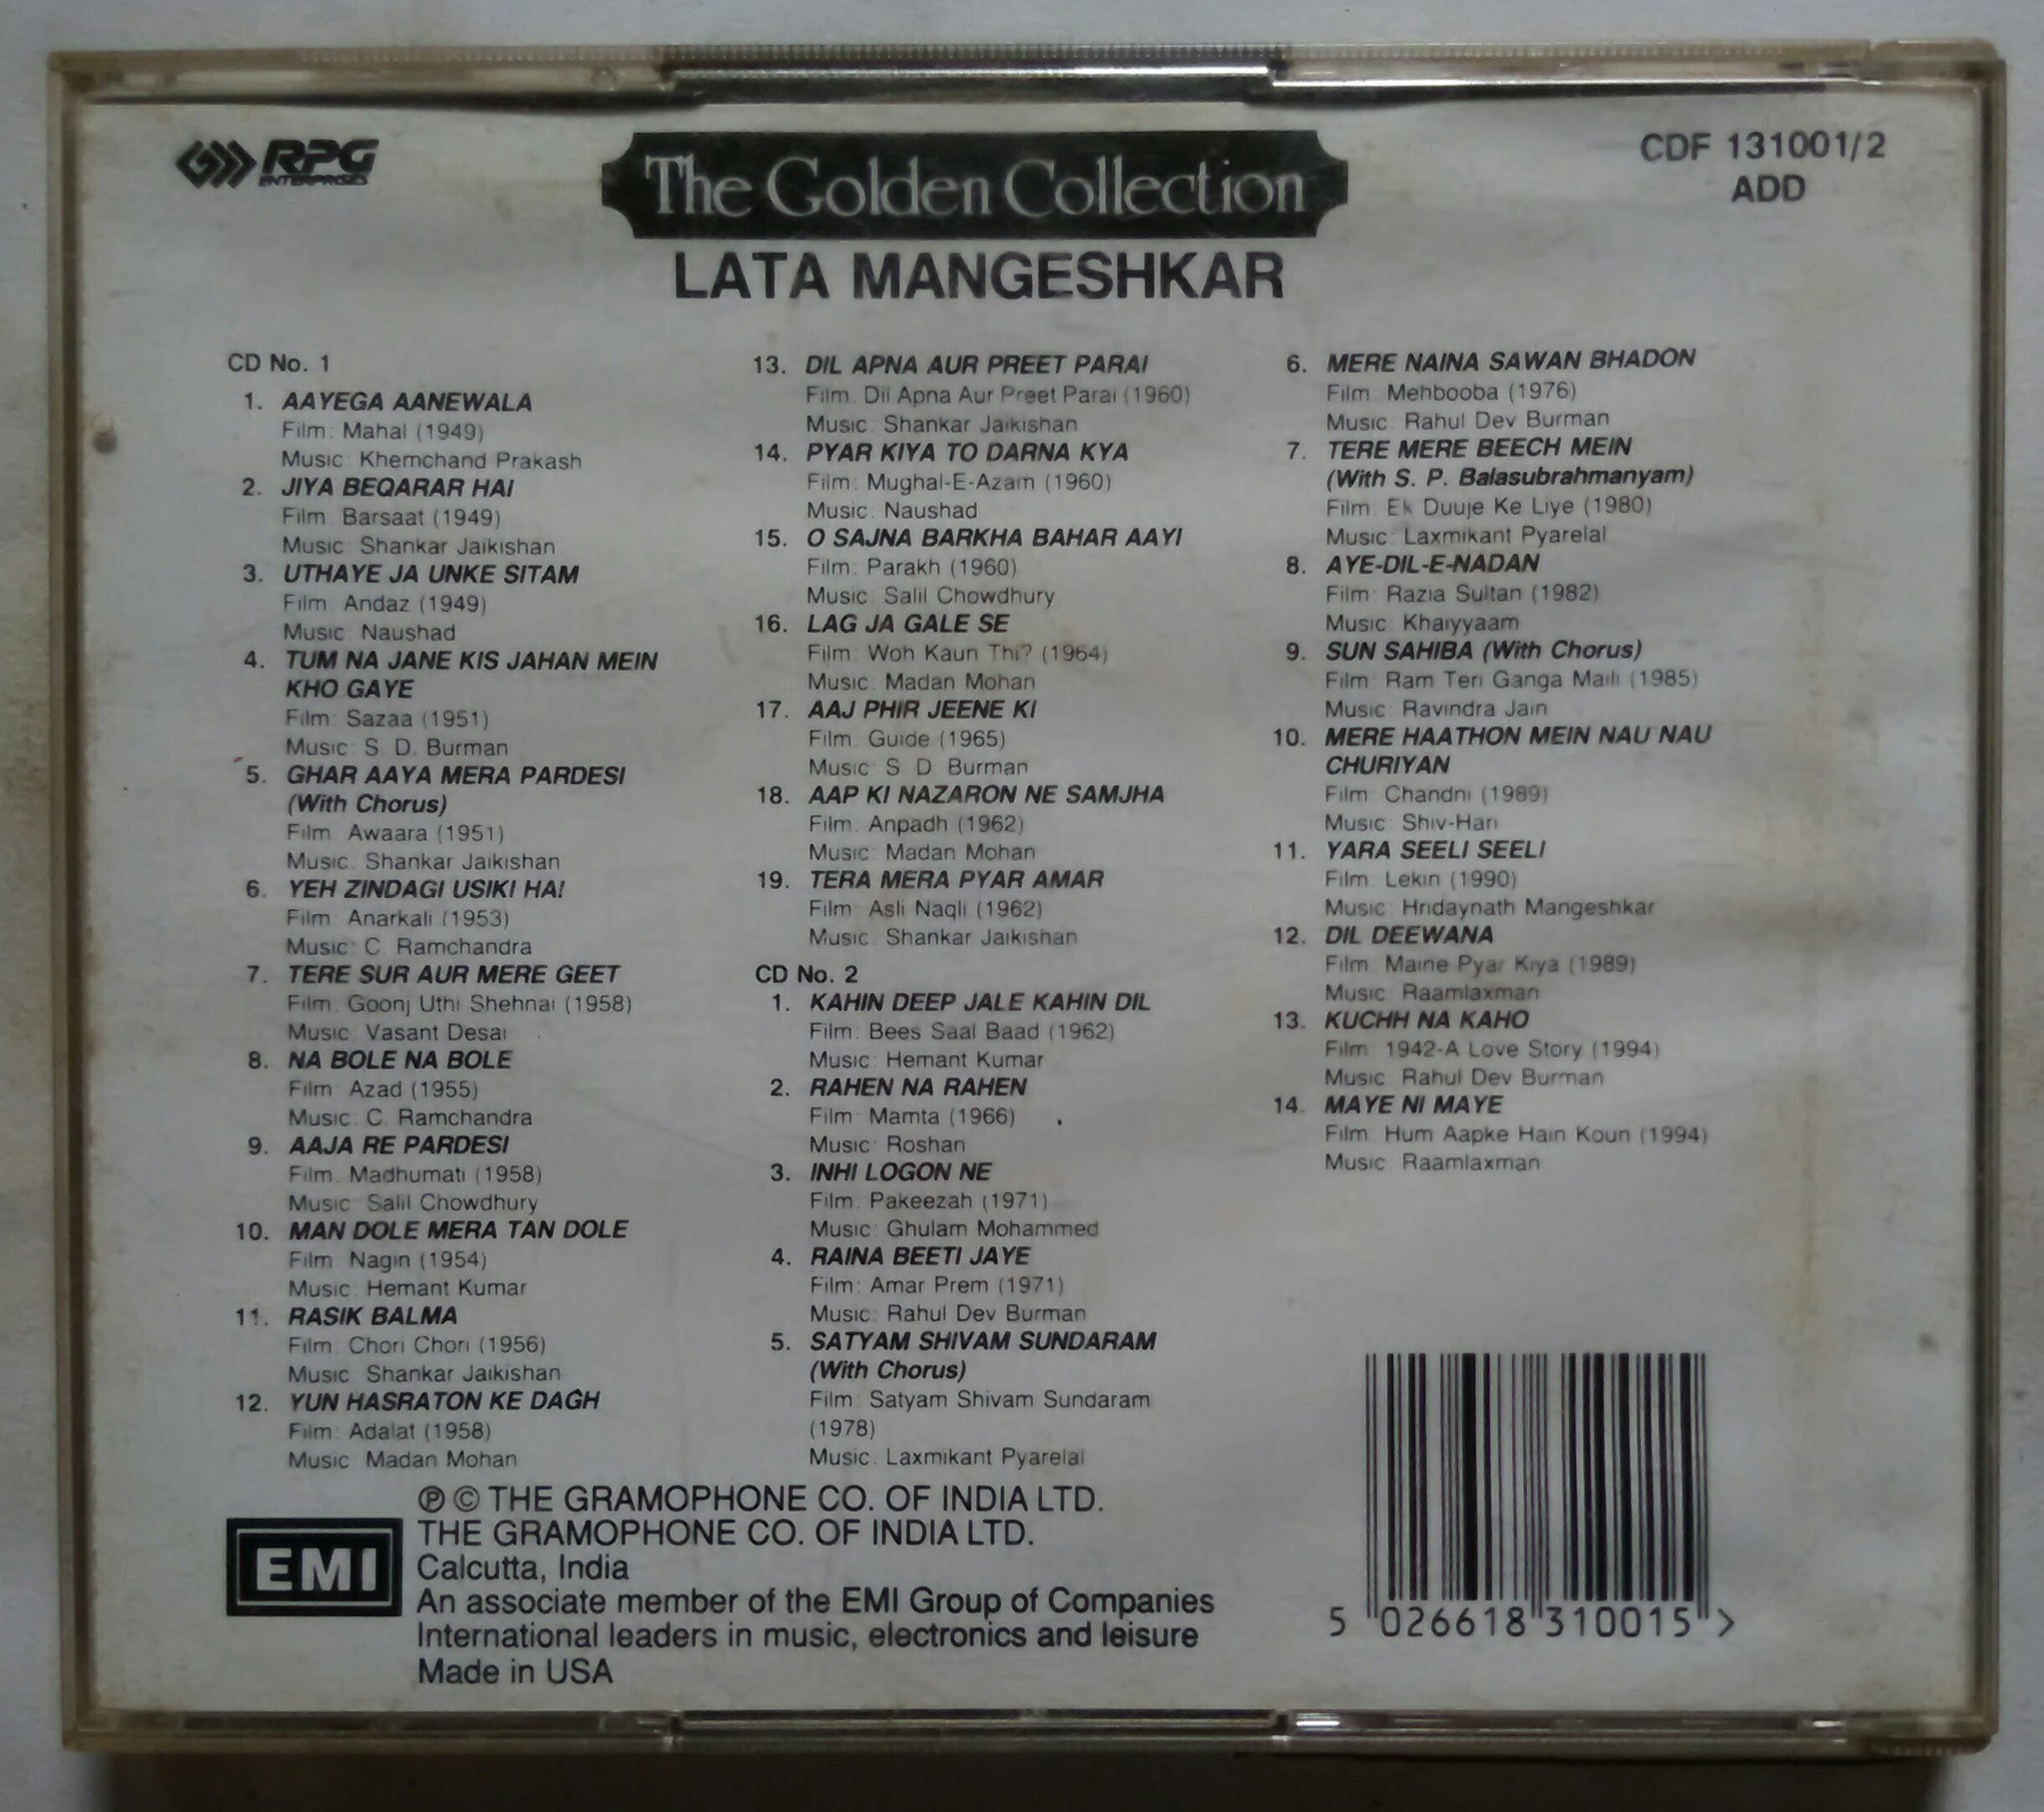 RPG
ENTERPRISES
The Golden Collection
CDF 131001/2
ADD
LATA MANGESHKAR
CD No. 1
1. AAYEGA AANEWALA
Film: Mahal (1949)
Music: Khemchand Prakash
2. JIYA BEQARAR HAI
Film: Barsaat (1949)
Music: Shankar Jaikishan
3. UTHAYE JA UNKE SITAM
Film: Andaz (1949)
Music: Naushad
4. TUM NA JANE KIS JAHAN MEIN
KHO GAYE
Film: Sazaa (1951)
Music: S. D. Burman
5. GHAR AAYA MERA PARDESI
(With Chorus)
Film: Awaara (1951)
Music: Shankar Jaikishan
6. YEH ZINDAGI USIKI HAI
Film: Anarkali (1953)
Music: C. Ramchandra
7. TERE SUR AUR MERE GEET
Film: Goonj Uthi Shehnai (1958)
Music: Vasant Desai
8. NA BOLE NA BOLE
Film: Azad (1955)
Music: C. Ramchandra
9. AAJA RE PARDESI
Film: Madhumati (1958)
Music: Salil Chowdhury
10. MAN DOLE MERA TAN DOLE
Film: Nagin (1954)
Music: Hemant Kumar
11. RASIK BALMA
Film: Chori Chori (1956)
Music: Shankar Jaikishan
12. YUN HASRATON KE DAGH
Film: Adalat (1958)
Music: Madan Mohan
13. DIL APNA AUR PREET PARAI
Film: Dil Apna Aur Preet Parai (1960)
Music: Shankar Jaikishan
14. PYAR KIYA TO DARNA KYA
Film: Mughal-E-Azam (1960)
Music: Naushad
15. O SAJNA BARKHA BAHAR AAYI
Film: Parakh (1960)
Music: Salil Chowdhury
16. LAG JA GALE SE
Film: Woh Kaun Thi? (1964)
Music: Madan Mohan
17. AAJ PHIR JEENE KI
Film: Guide (1965)
Music: S. D. Burman
18. AAP KI NAZARON NE SAMJHA
Film: Anpadh (1962)
Music: Madan Mohan
19. TERA MERA PYAR AMAR
Film: Asli Naqli (1962)
Music: Shankar Jaikishan
CD No. 2
1. KAHIN DEEP JALE KAHIN DIL
Film: Bees Saal Baad (1962)
Music: Hemant Kumar
2. RAHEN NA RAHEN
Film: Mamta (1966)
Music: Roshan
3. INHI LOGON NE
Film: Pakeezah (1971)
Music: Ghulam Mohammed
4. RAINA BEETI JAYE
Film: Amar Prem (1971)
Music: Rahul Dev Burman
5. SATYAM SHIVAM SUNDARAM
(With Chorus)
Film: Satyam Shivam Sundaram
(1978)
Music: Laxmikant Pyarelal
6. MERE NAINA SAWAN BHADON
Film: Mehbooba (1976)
Music: Rahul Dev Burman
7. TERE MERE BEECH MEIN
(With S. P. Balasubrahmanyam)
Film: Ek Duuje Ke Liye (1980)
Music: Laxmikant Pyarelal
8. AYE-DIL-E-NADAN
Film: Razia Sultan (1982)
Music: Khaiyyaam
9. SUN SAHIBA (With Chorus)
Film: Ram Teri Ganga Maili (1985)
Music: Ravindra Jain
10. MERE HAATHON MEIN NAU NAU
CHURIYAN
Film: Chandni (1989)
Music: Shiv-Hari
11. YARA SEELI SEELI
Film: Lekin (1990)
Music: Hridaynath Mangeshkar
12. DIL DEEWANA
Film: Maine Pyar Kiya (1989)
Music: Raamlaxman
13. KUCHH NA KAHO
Film: 1942-A Love Story (1994)
Music: Rahul Dev Burman
14. MAYE NI MAYE
Film: Hum Aapke Hain Koun (1994)
Music: Raamlaxman
EMI
℗ © THE GRAMOPHONE CO. OF INDIA LTD.
THE GRAMOPHONE CO. OF INDIA LTD.
Calcutta, India
An associate member of the EMI Group of Companies
International leaders in music, electronics and leisure
Made in USA
5 026618 310015 >